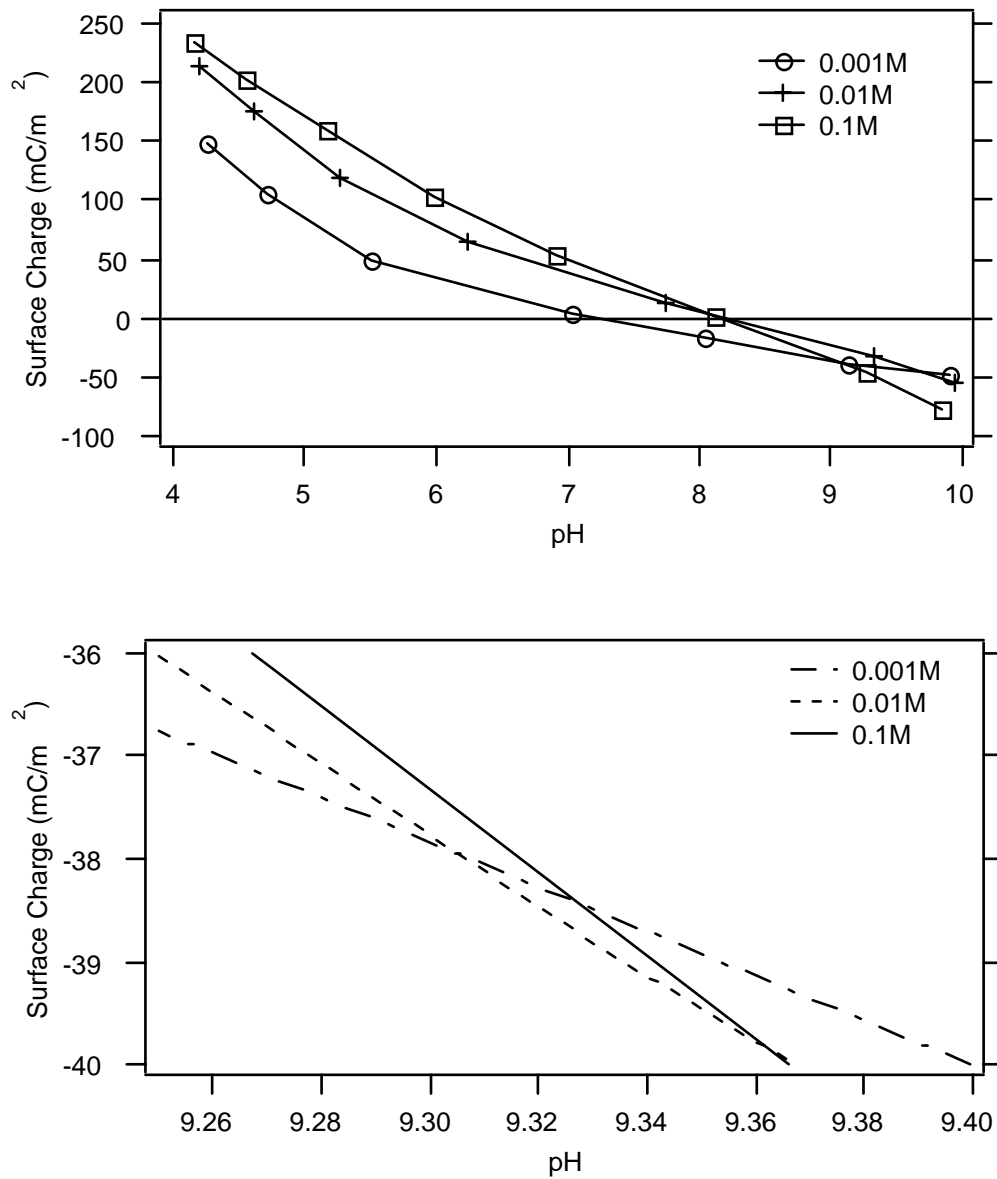 250
200
150
100
50
0
-50
-100
Surface Charge (mC/m 2)
0.001M
0.01M
0.1M
4 5 6 7 8 9 10
pH
-36
-37
-38
-39
-40
Surface Charge (mC/m 2)
0.001M
0.01M
0.1M
9.26 9.28 9.30 9.32 9.34 9.36 9.38 9.40
pH